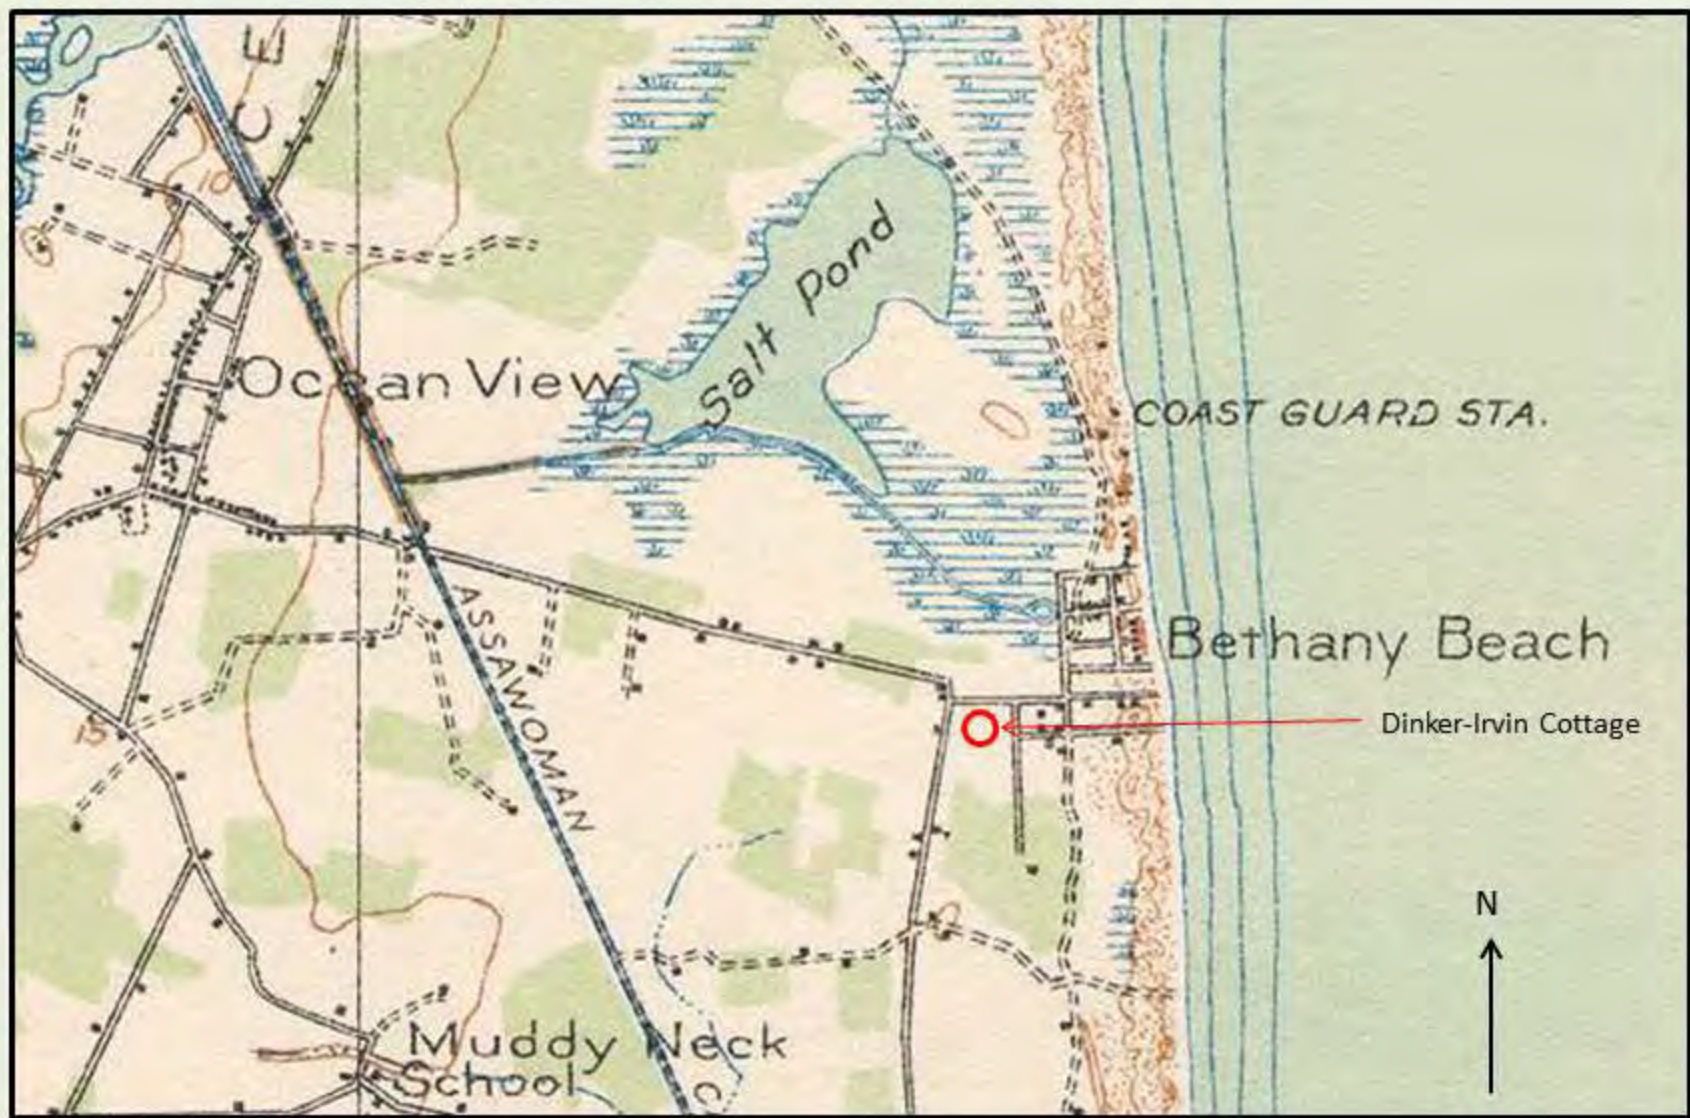 C E
10
Salt Pond
Ocean View
COAST GUARD STA.
ASSAWOMAN
Bethany Beach
Dinker-Irvin Cottage
15
N
Muddy Neck
School
C